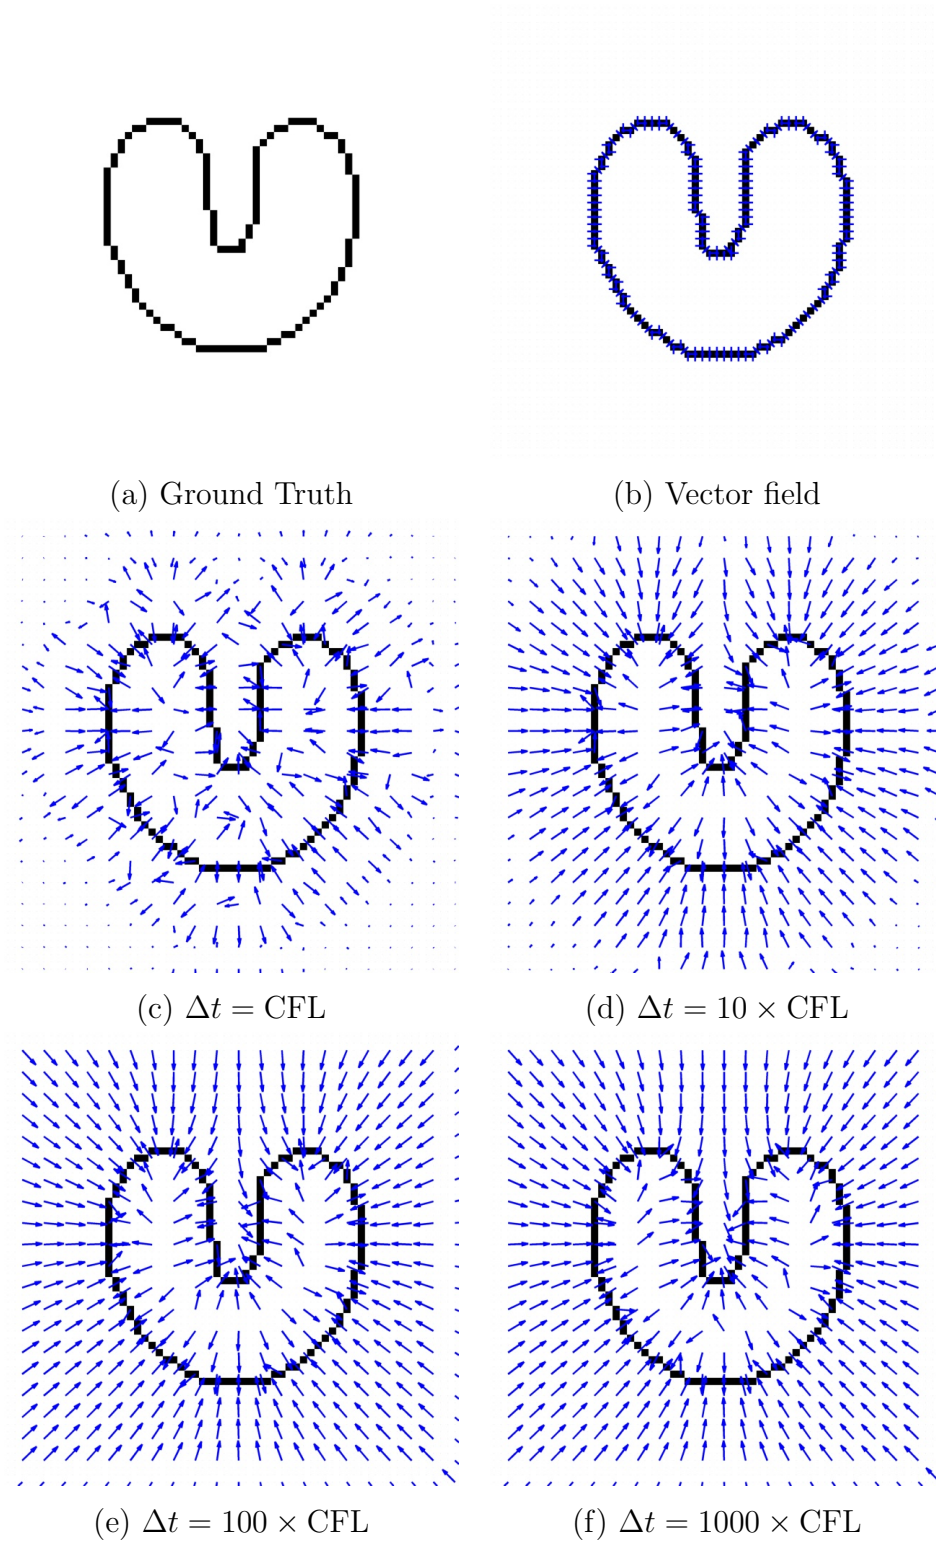 (a) Ground Truth
(b) Vector field
(c) Δt = CFL
(d) Δt = 10 × CFL
(e) Δt = 100 × CFL
(f) Δt = 1000 × CFL